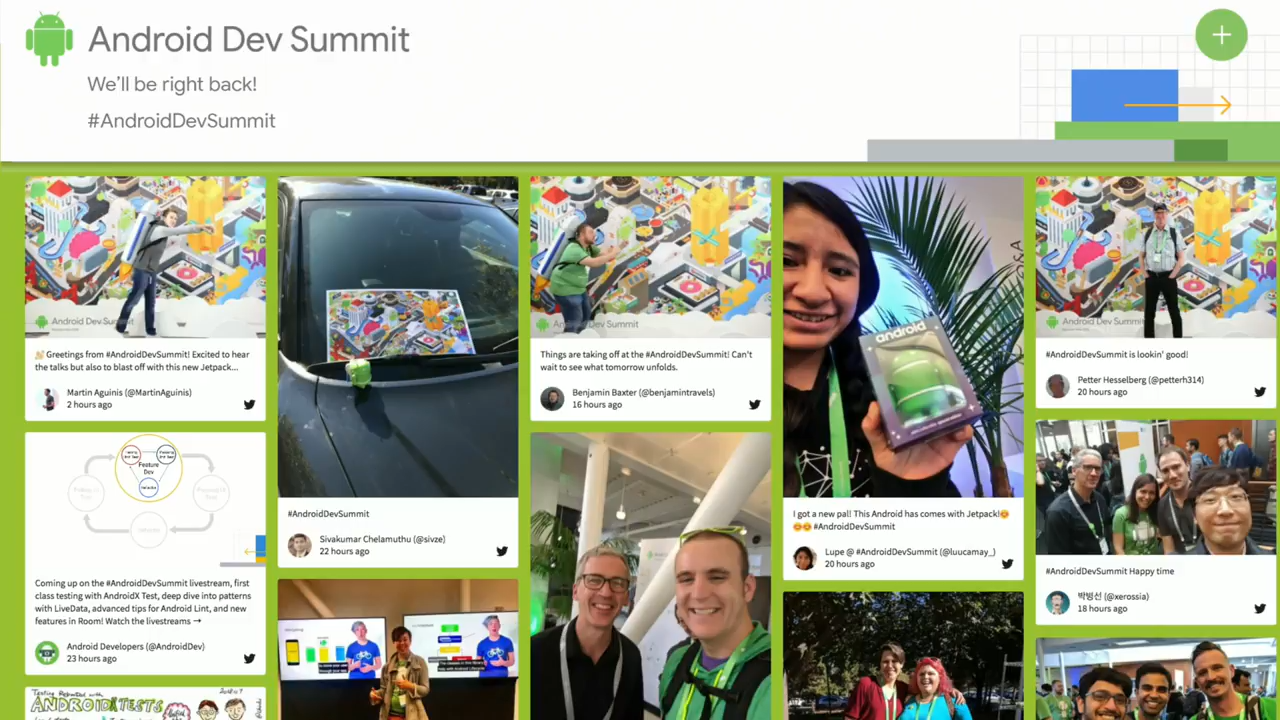 Android Dev Summit
We'll be right back!
#AndroidDevSummit
Android Dev Summit
👋 Greetings from #AndroidDevSummit! Excited to hear
the talks but also to blast off with this new Jetpack...
Martin Aguinis (@MartinAguinis)
2 hours ago
Feature
Dev
Coming up on the #AndroidDevSummit livestream, first
class testing with AndroidX Test, deep dive into patterns
with LiveData, advanced tips for Android Lint, and new
features in Room! Watch the livestreams →
Android Developers (@AndroidDev)
23 hours ago
ANDROIDXTESTS
#AndroidDevSummit
Sivakumar Chelamuthu (@sivze)
22 hours ago
Android Dev Summit
Things are taking off at the #AndroidDevSummit! Can't
wait to see what tomorrow unfolds.
Benjamin Baxter (@benjamintravels)
16 hours ago
android
I got a new pal! This Android has comes with Jetpack!😊
😊😊 #AndroidDevSummit
Lupe @ #AndroidDevSummit (@luucamay_)
20 hours ago
Android Dev Summit
#AndroidDevSummit is lookin' good!
Petter Hesselberg (@petterh314)
20 hours ago
#AndroidDevSummit Happy time
박빙선 (@xerossia)
18 hours ago